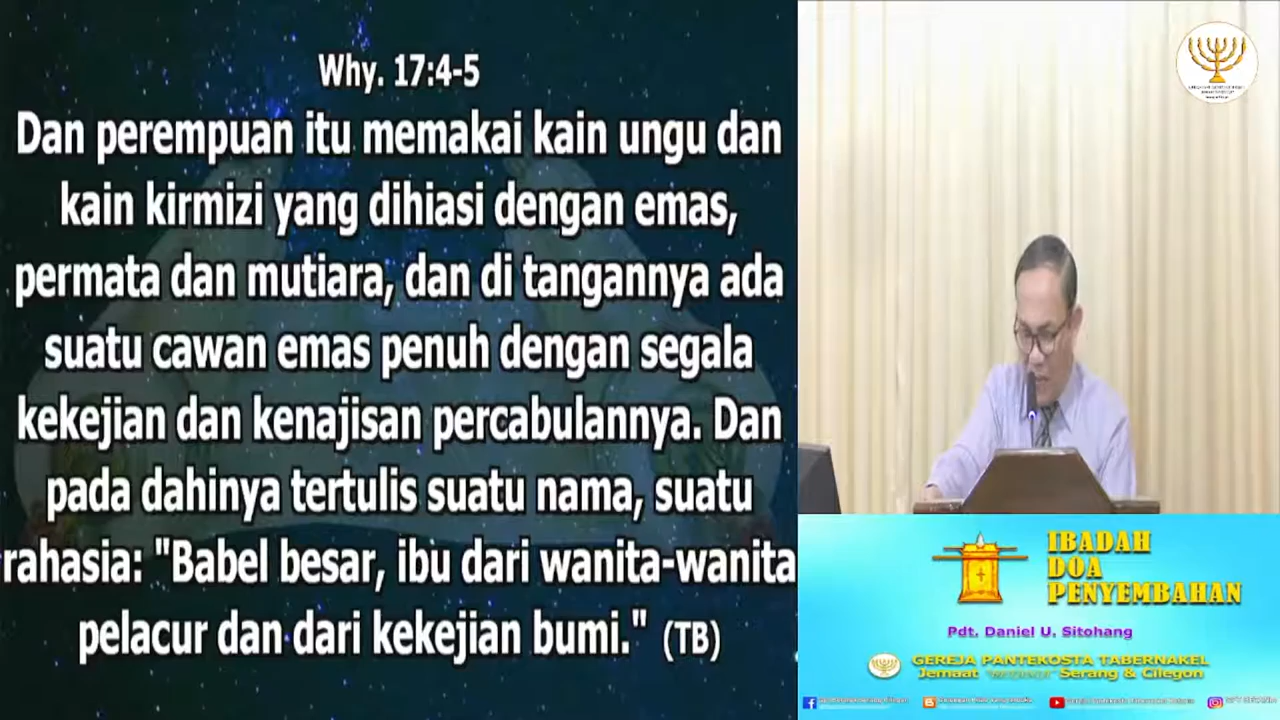 Why. 17:4-5
Dan perempuan itu memakai kain ungu dan
kain kirmizi yang dihiasi dengan emas,
permata dan mutiara, dan di tangannya ada
suatu cawan emas penuh dengan segala
kekejian dan kenajisan percabulannya. Dan
pada dahinya tertulis suatu nama, suatu
rahasia: "Babel besar, ibu dari wanita-wanita
pelacur dan dari kekejian bumi." (TB)
IBADAH
DOA
PENYEMBAHAN
Pdt. Daniel U. Sitohang
GEREJA PANTEKOSTA TABERNAKEL
Jemaat Serang & Cilegon